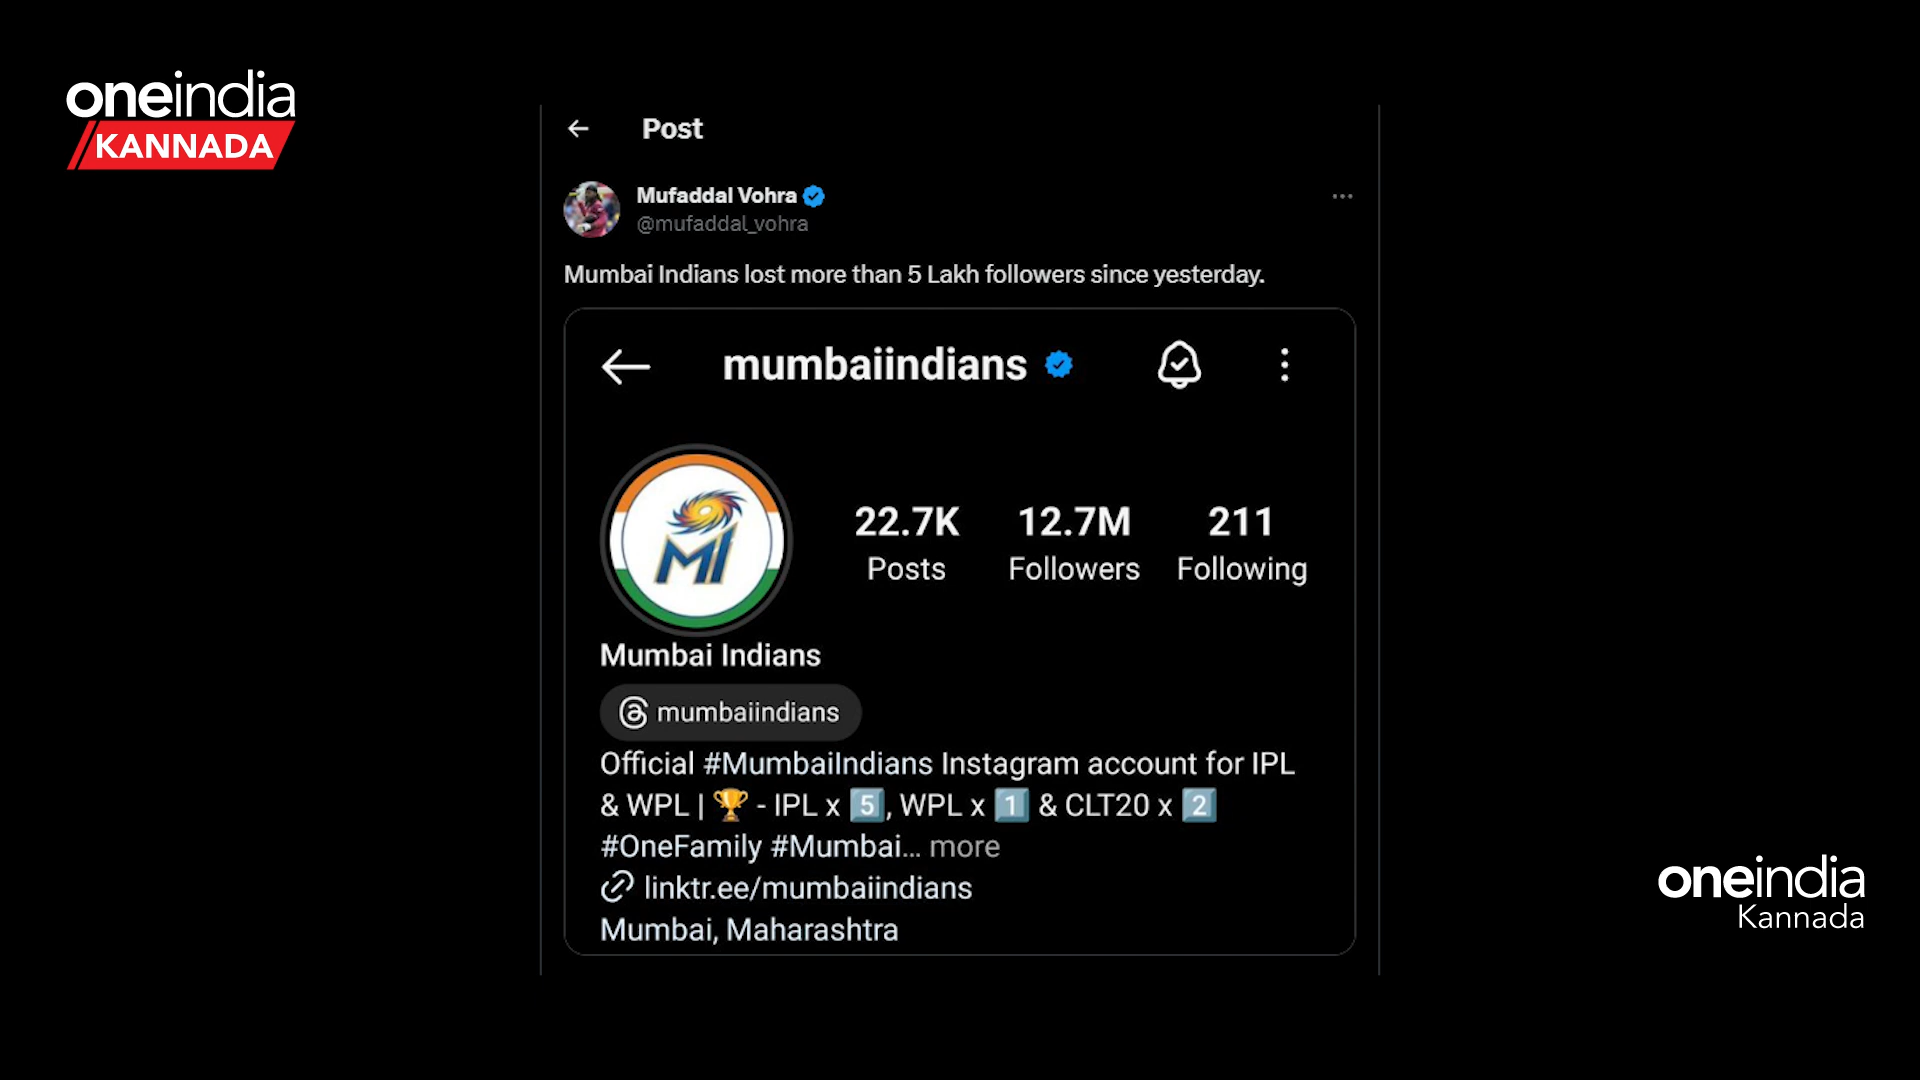 oneindia
KANNADA
Post
Mufaddal Vohra
@mufaddal_vohra
Mumbai Indians lost more than 5 Lakh followers since yesterday.
mumbaiindians
MI
22.7K 12.7M 211
Posts Followers Following
Mumbai Indians
mumbaiindians
Official #MumbaiIndians Instagram account for IPL
& WPL | 🏆 - IPL x 5️⃣, WPL x 1️⃣ & CLT20 x 2️⃣
#OneFamily #Mumbai... more
linktr.ee/mumbaiindians
Mumbai, Maharashtra
oneindia
Kannada